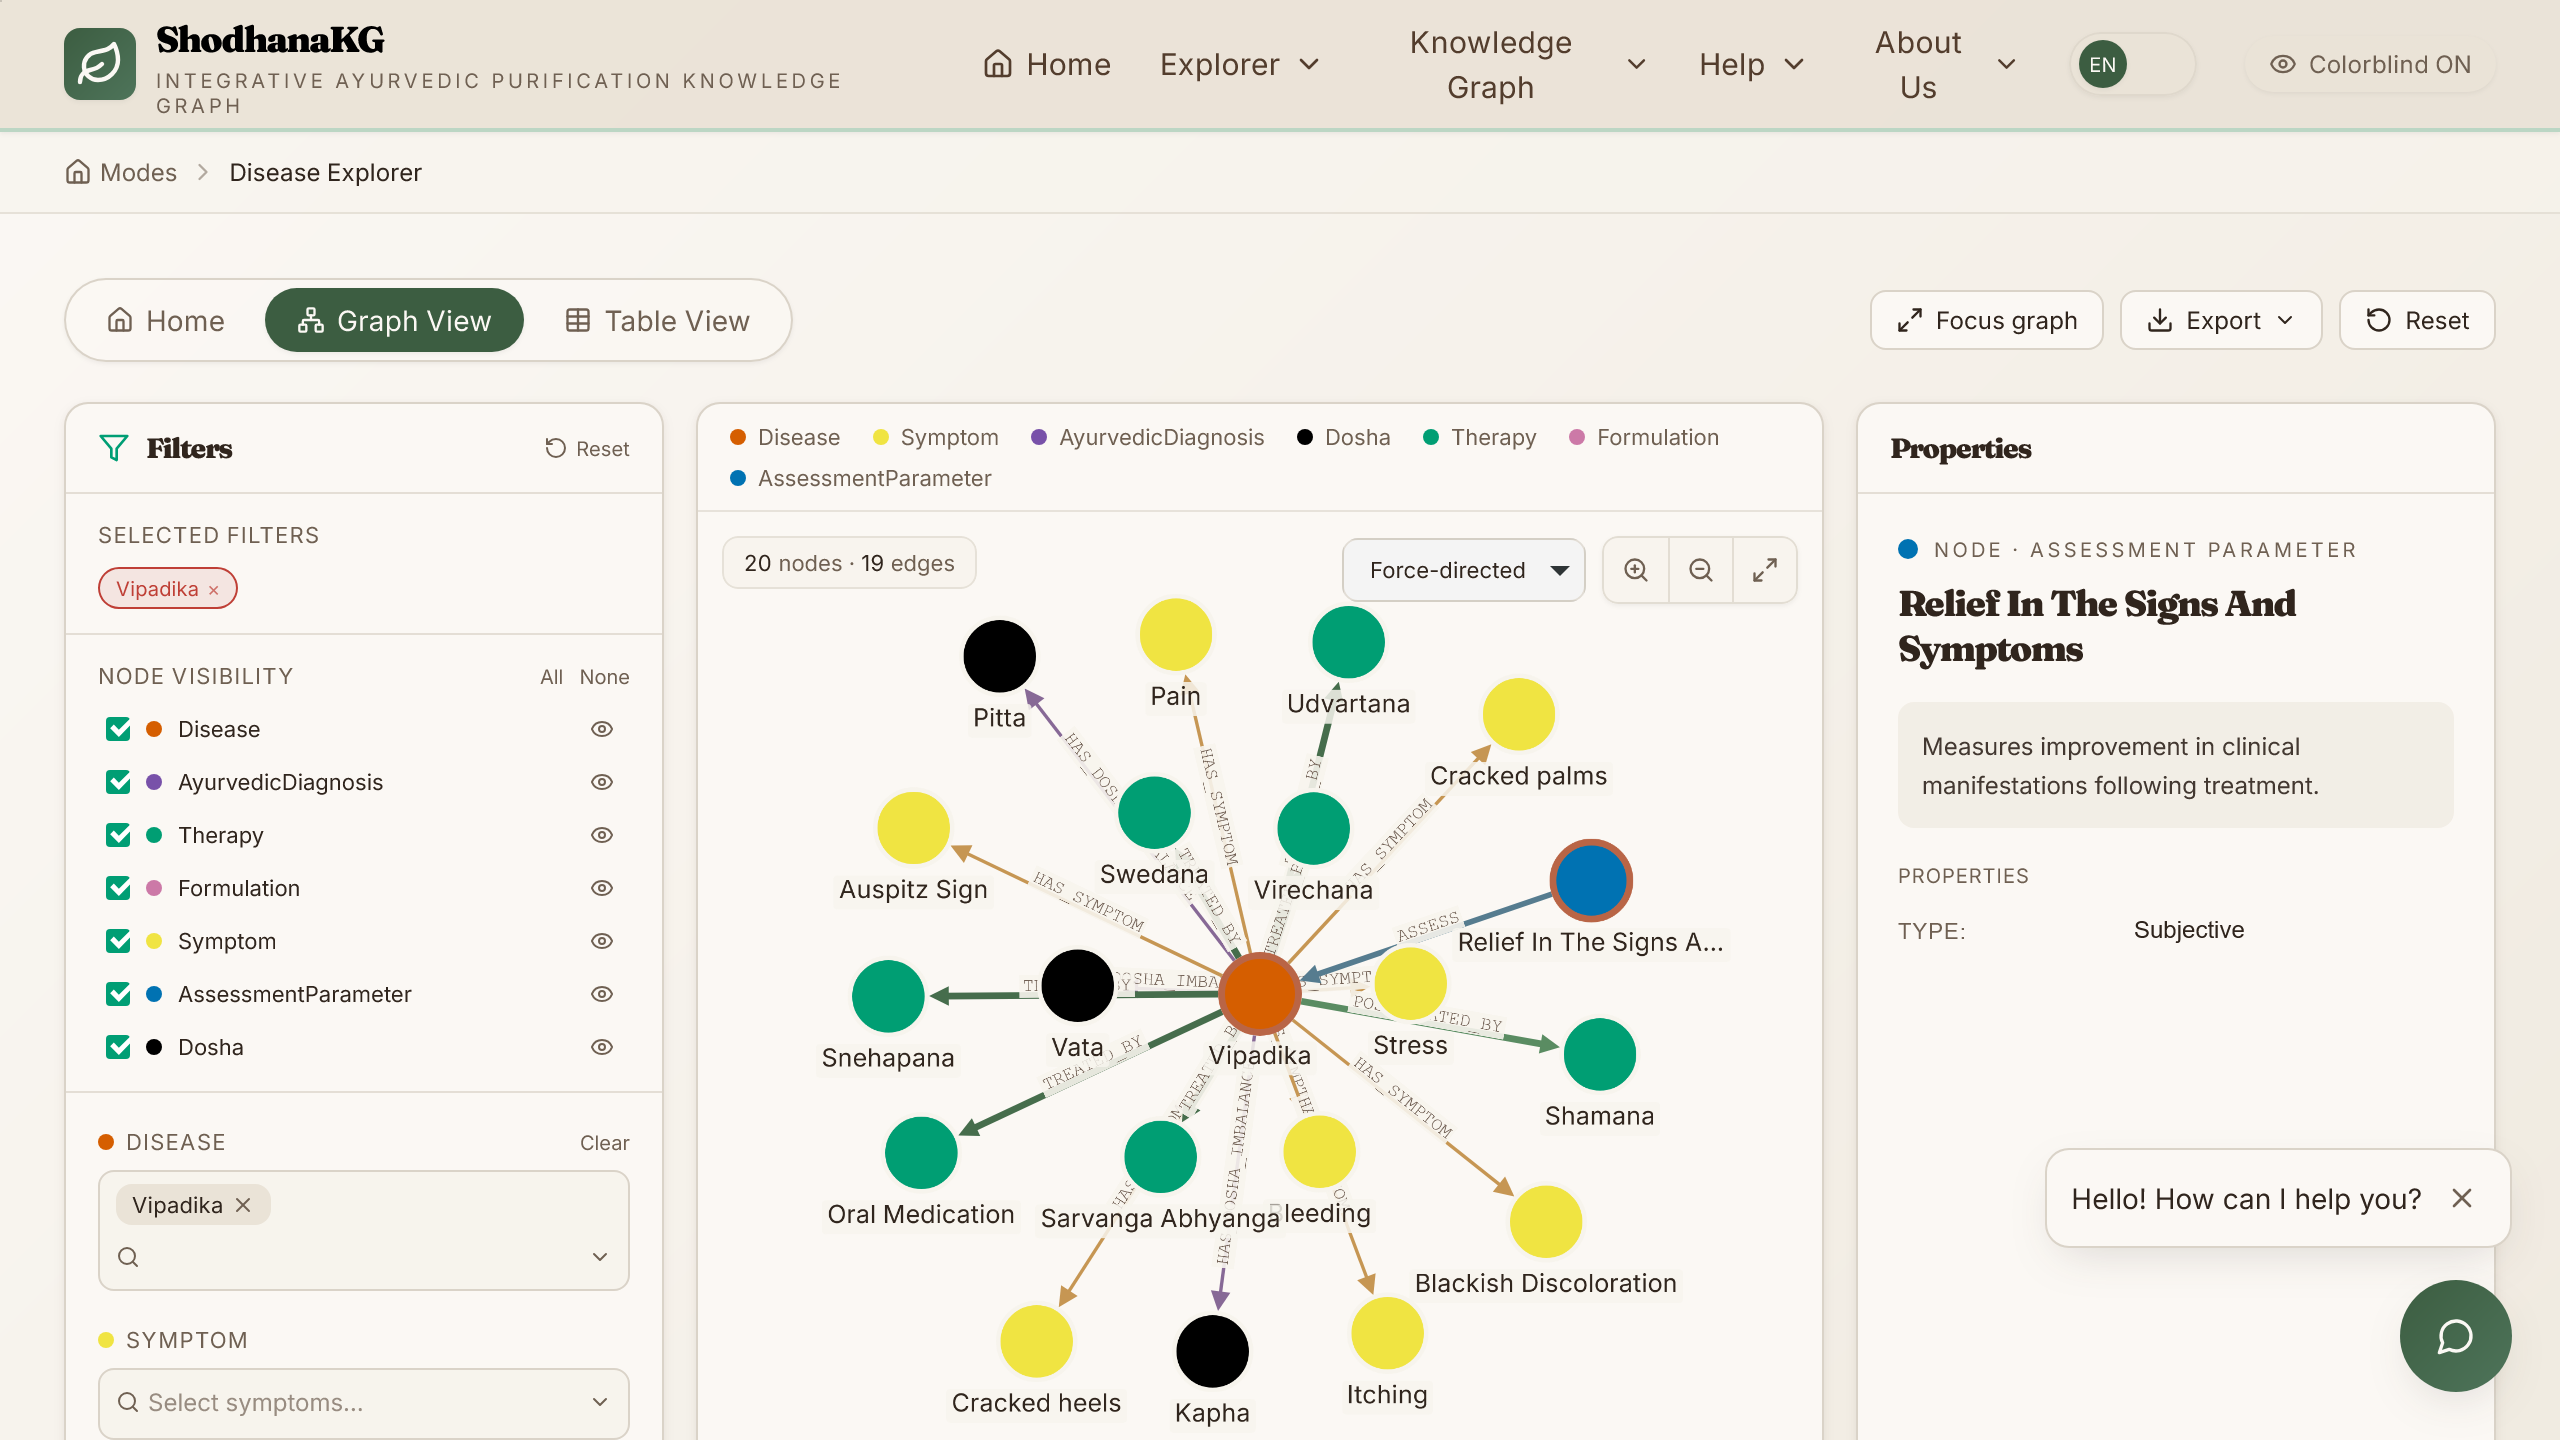 ShodhanaKG
INTEGRATIVE AYURVEDIC PURIFICATION KNOWLEDGE
GRAPH
Home
Explorer
Knowledge
Graph
Help
About
Us
EN
Colorblind ON
Modes
Disease Explorer
Home
Graph View
Table View
Focus graph
Export
Reset
Filters
Reset
SELECTED FILTERS
Vipadika ×
NODE VISIBILITY
All None
Disease
AyurvedicDiagnosis
Therapy
Formulation
Symptom
AssessmentParameter
Dosha
DISEASE
Clear
Vipadika
SYMPTOM
Select symptoms...
Disease Symptom AyurvedicDiagnosis Dosha Therapy Formulation
AssessmentParameter
20 nodes · 19 edges
Force-directed
Pitta
Pain
Udvartana
Cracked palms
HAS_SYMPTOM
Auspitz Sign
HAS_SYMPTOM
Swedana
Virechana
ASSESS
Relief In The Signs A...
Snehapana
Vata
Vipadika
Stress
Shamana
TREATED_BY
HAS_SYMPTOM
Oral Medication
Sarvanga Abhyanga
Bleeding
Blackish Discoloration
Cracked heels
Kapha
Itching
Properties
NODE · ASSESSMENT PARAMETER
Relief In The Signs And
Symptoms
Measures improvement in clinical
manifestations following treatment.
PROPERTIES
TYPE: Subjective
Hello! How can I help you?